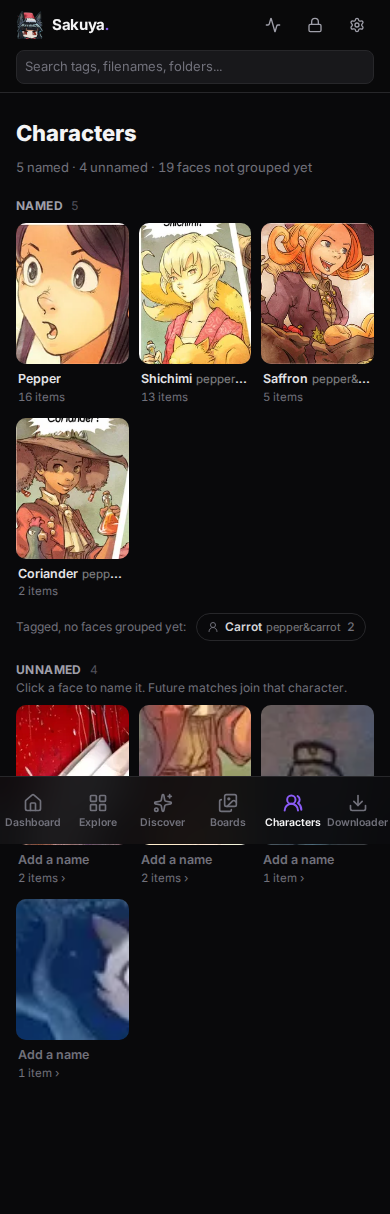 Sakuya.
Search tags, filenames, folders...
Characters
5 named · 4 unnamed · 19 faces not grouped yet
NAMED 5
Shichimi!
Pepper
16 items
Shichimi pepper...
13 items
Saffron pepper&...
5 items
Coriander!
Coriander pepp...
2 items
Tagged, no faces grouped yet: Carrot pepper&carrot 2
UNNAMED 4
Click a face to name it. Future matches join that character.
Dashboard
Explore
Discover
Boards
Characters
Downloader
Add a name
2 items ›
Add a name
2 items ›
Add a name
1 item ›
Add a name
1 item ›